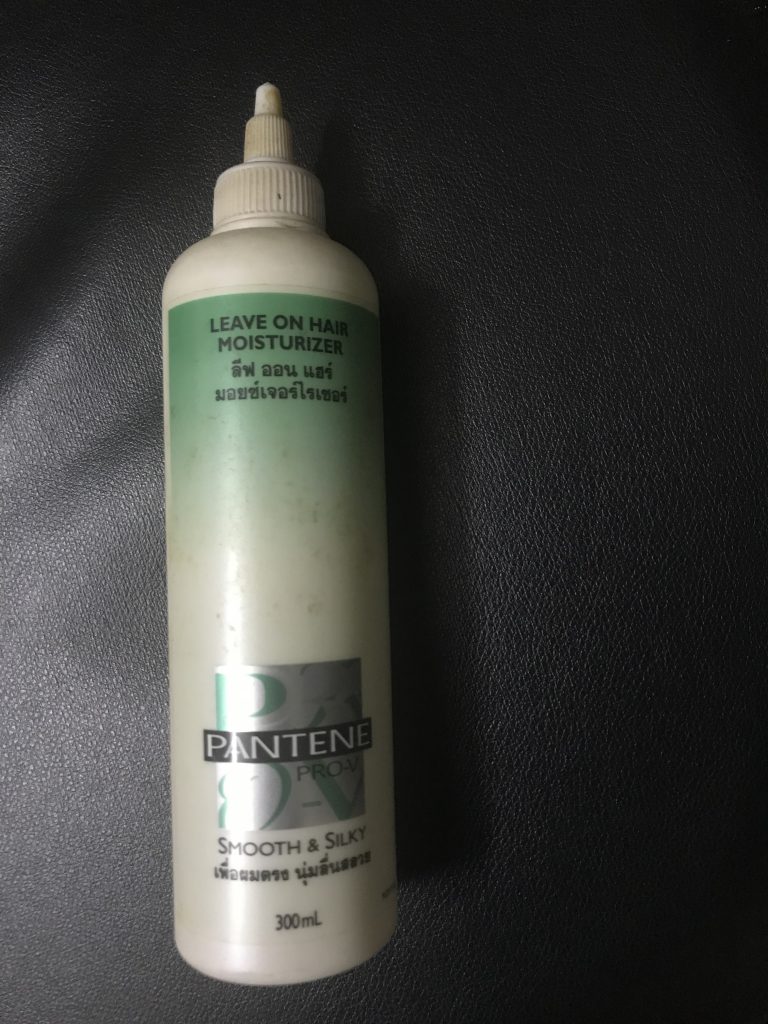 LEAVE ON HAIR
MOISTURIZER
ลีฟ ออน แฮร์
มอยซ์เจอร์ไรเซอร์
PANTENE
PRO-V
SMOOTH & SILKY
เพื่อผมตรง นุ่มลื่นสลวย
300mL